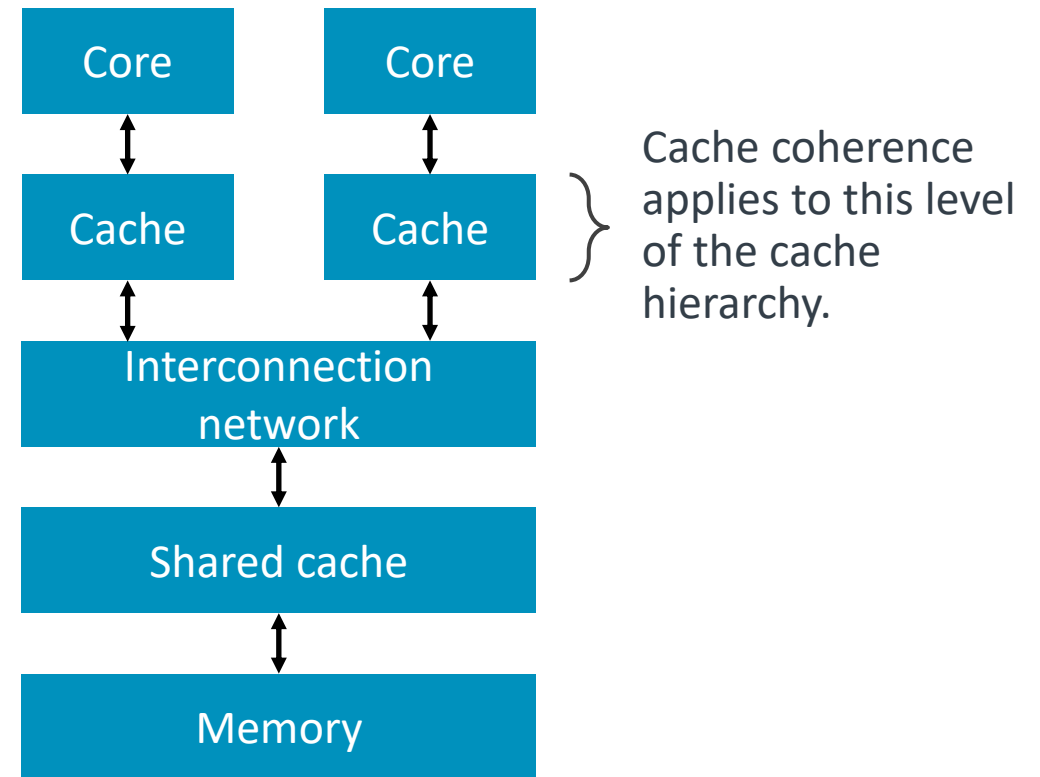 Core
Core
Cache
Cache
Cache coherence
applies to this level
of the cache
hierarchy.
Interconnection
network
Shared cache
Memory